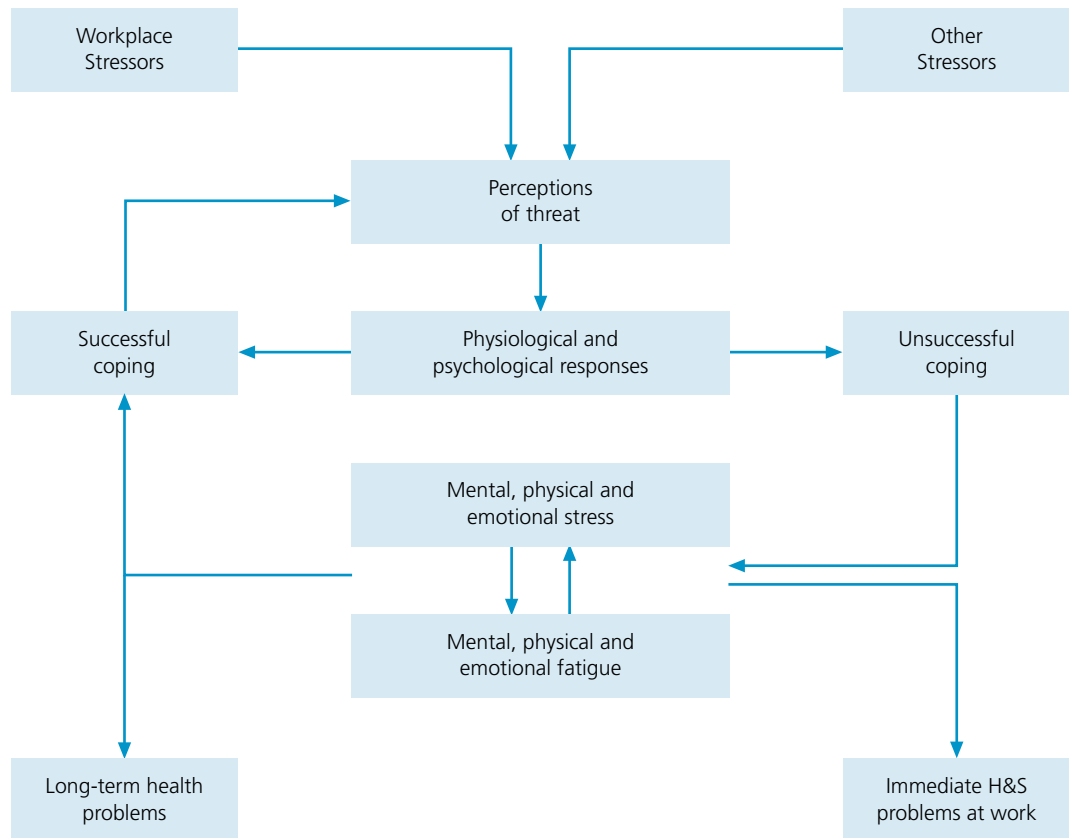 Workplace
Stressors
Other
Stressors
Perceptions
of threat
Successful
coping
Physiological and
psychological responses
Unsuccessful
coping
Mental, physical and
emotional stress
Mental, physical and
emotional fatigue
Long-term health
problems
Immediate H&S
problems at work